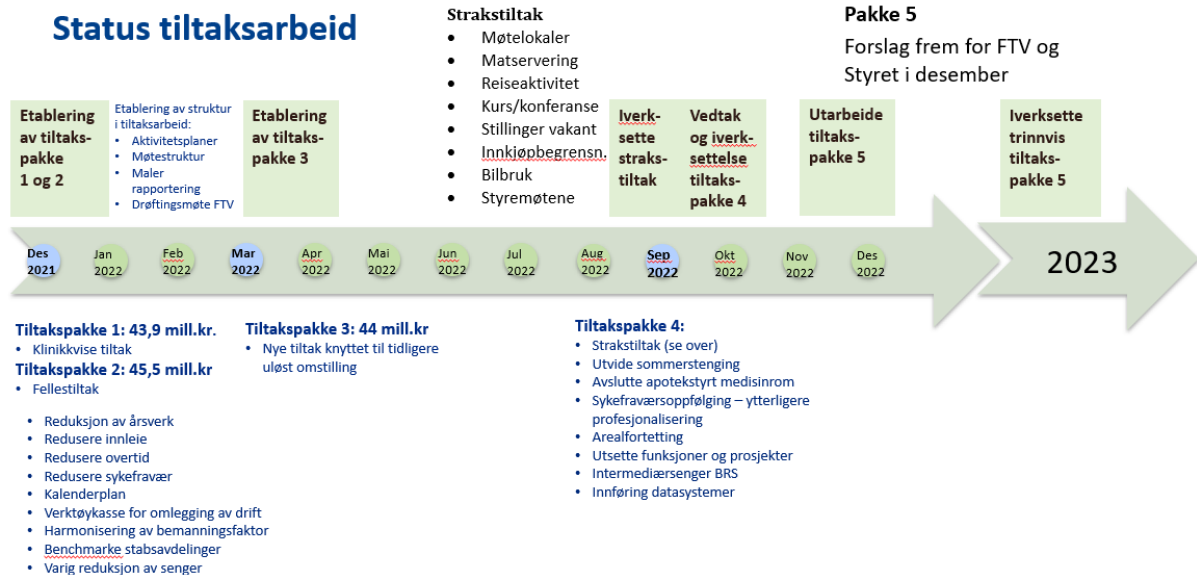 Status tiltaksarbeid
Strakstiltak
• Møtelokaler
• Matservering
• Reiseaktivitet
• Kurs/konferanse
• Stillinger vakant
• Innkjøpbegrensn.
• Bilbruk
• Styremøtene
Pakke 5
Forslag frem for FTV og
Styret i desember
Etablering
av tiltaks-
pakke
1 og 2
Etablering av struktur
i tiltaksarbeid:
• Aktivitetsplaner
• Møtestruktur
• Maler
rapportering
• Drøftingsmøte FTV
Etablering
av tiltaks-
pakke 3
Iverk-
sette
straks-
tiltak
Vedtak
og iverk-
settelse
tiltaks-
pakke 4
Utarbeide
tiltaks-
pakke 5
Iverksette
trinnvis
tiltaks-
pakke 5
Des
2021
Jan
2022
Feb
2022
Mar
2022
Apr
2022
Mai
2022
Jun
2022
Jul
2022
Aug
2022
Sep
2022
Okt
2022
Nov
2022
Des
2022
2023
Tiltakspakke 1: 43,9 mill.kr.
• Klinikkvise tiltak
Tiltakspakke 2: 45,5 mill.kr
• Fellestiltak
• Reduksjon av årsverk
• Redusere innleie
• Redusere overtid
• Redusere sykefravær
• Kalenderplan
• Verktøykasse for omlegging av drift
• Harmonisering av bemanningsfaktor
• Benchmarke stabsavdelinger
• Varig reduksjon av senger
Tiltakspakke 3: 44 mill.kr
• Nye tiltak knyttet til tidligere
uløst omstilling
Tiltakspakke 4:
• Strakstiltak (se over)
• Utvide sommerstenging
• Avslutte apotekstyrt medisinrom
• Sykefraværsoppfølging – ytterligere
profesjonalisering
• Arealfortetting
• Utsette funksjoner og prosjekter
• Intermediærsenger BRS
• Innføring datasystemer